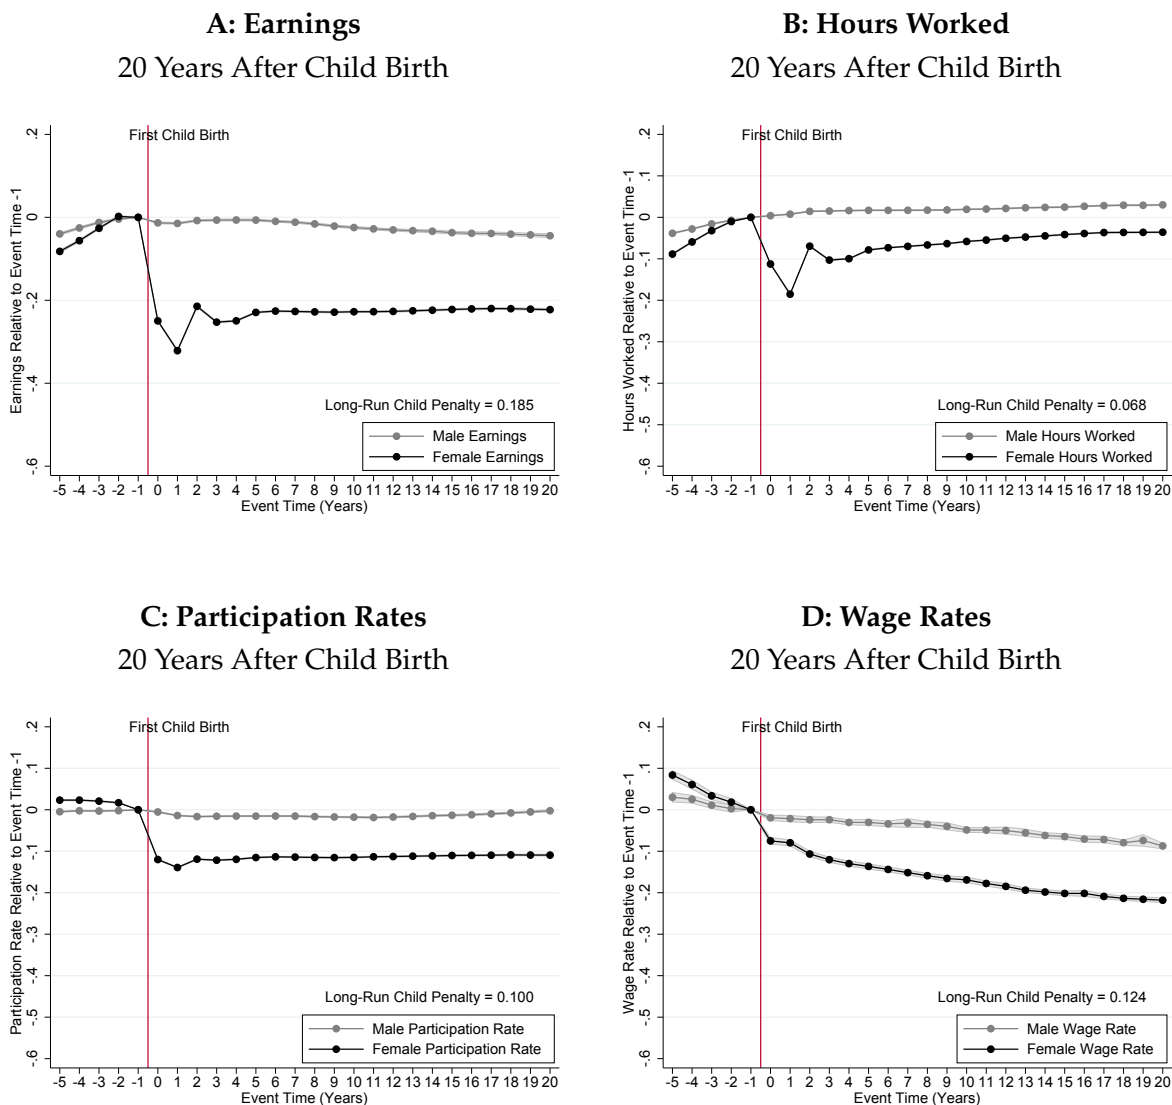 A: Earnings
20 Years After Child Birth
First Child Birth
Earnings Relative to Event Time -1
.2
0
-.2
-.4
-.6
Long-Run Child Penalty = 0.185
Male Earnings
Female Earnings
-5 -4 -3 -2 -1 0 1 2 3 4 5 6 7 8 9 10 11 12 13 14 15 16 17 18 19 20
Event Time (Years)
B: Hours Worked
20 Years After Child Birth
First Child Birth
Hours Worked Relative to Event Time -1
.2
.1
0
-.1
-.2
-.3
-.4
-.5
-.6
Long-Run Child Penalty = 0.068
Male Hours Worked
Female Hours Worked
-5 -4 -3 -2 -1 0 1 2 3 4 5 6 7 8 9 10 11 12 13 14 15 16 17 18 19 20
Event Time (Years)
C: Participation Rates
20 Years After Child Birth
First Child Birth
Participation Rate Relative to Event Time -1
.2
.1
0
-.1
-.2
-.3
-.4
-.5
-.6
Long-Run Child Penalty = 0.100
Male Participation Rate
Female Participation Rate
-5 -4 -3 -2 -1 0 1 2 3 4 5 6 7 8 9 10 11 12 13 14 15 16 17 18 19 20
Event Time (Years)
D: Wage Rates
20 Years After Child Birth
First Child Birth
Wage Rate Relative to Event Time -1
.2
.1
0
-.1
-.2
-.3
-.4
-.5
-.6
Long-Run Child Penalty = 0.124
Male Wage Rate
Female Wage Rate
-5 -4 -3 -2 -1 0 1 2 3 4 5 6 7 8 9 10 11 12 13 14 15 16 17 18 19 20
Event Time (Years)